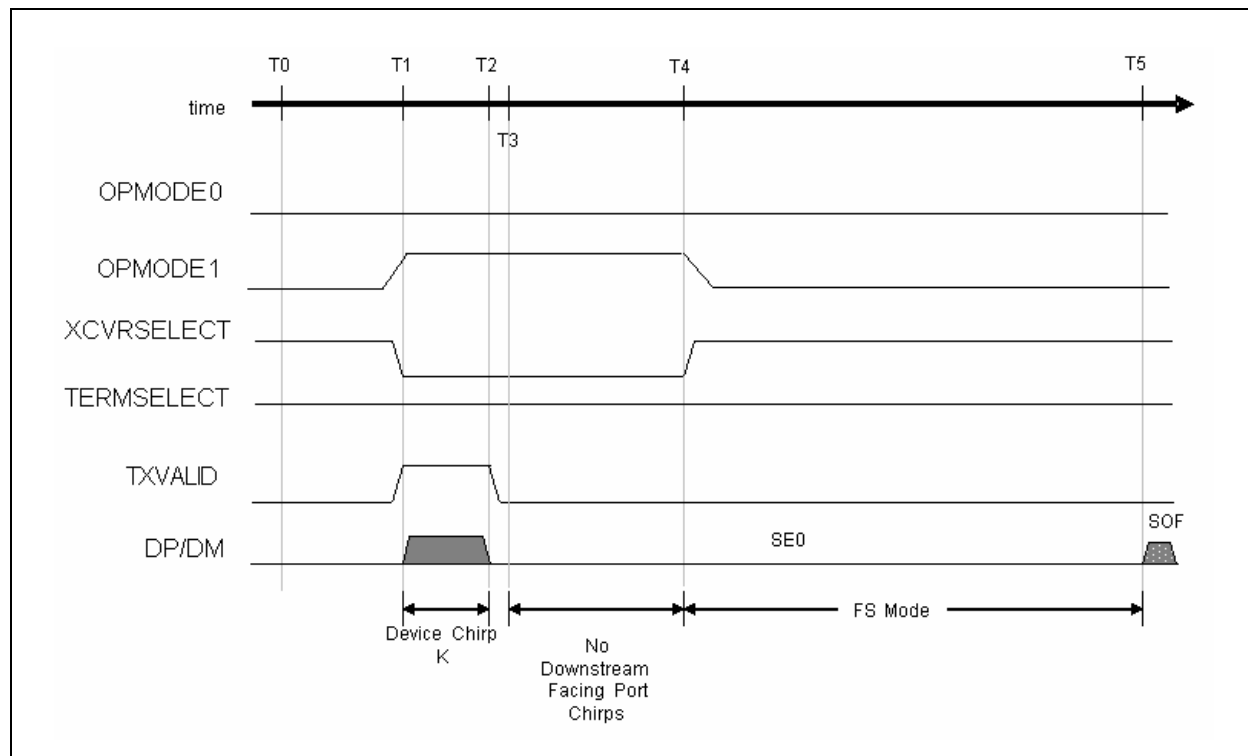 T0 T1 T2 T4 T5
time
T3
OPMODE0
OPMODE1
XCVRSELECT
TERMSELECT
TXVALID
SOF
DP/DM
SE0
FS Mode
Device Chirp
K
No
Downstream
Facing Port
Chirps